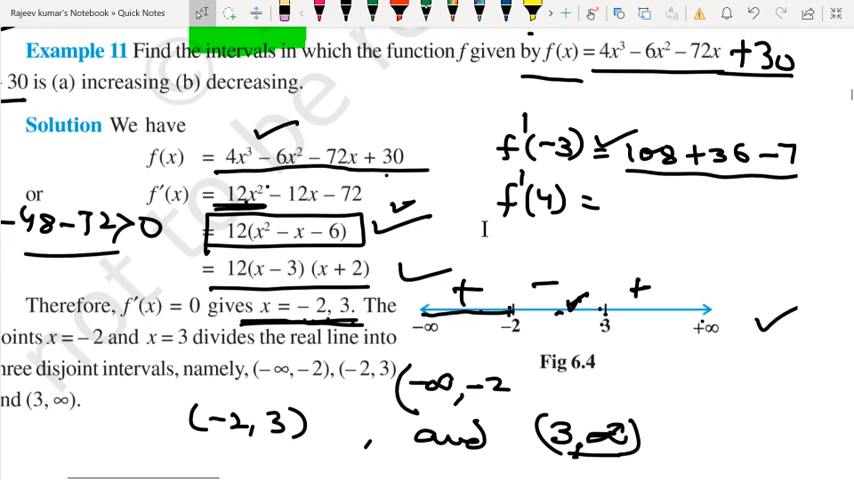 Rajeev kumar's Notebook » Quick Notes
Example 11 Find the intervals in which the function f given by f(x) = 4x³ – 6x² – 72x +30
30 is (a) increasing (b) decreasing.
Solution We have
f(x) = 4x³ – 6x² – 72x + 30
or f′(x) = 12x² – 12x – 72
= 12(x² – x – 6)
= 12(x – 3) (x + 2)
-48-72>0
f'(-3) = 108+36-7
f'(4) =
Therefore, f′(x) = 0 gives x = – 2, 3. The
oints x = – 2 and x = 3 divides the real line into
hree disjoint intervals, namely, (– ∞, – 2), (– 2, 3)
nd (3, ∞).
+ - +
–∞ –2 3 +∞
Fig 6.4
(-∞, -2
(-2, 3) , and (3, ∞)
not to be re
©